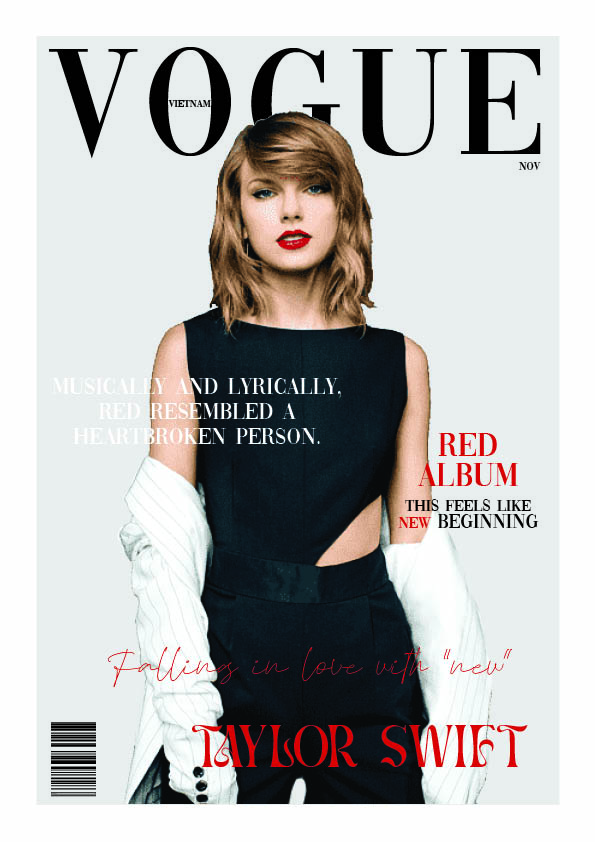 VOGUE
VIETNAM
NOV
MUSICALLY AND LYRICALLY,
RED RESEMBLED A
HEARTBROKEN PERSON.
RED
ALBUM
THIS FEELS LIKE
NEW BEGINNING
Falling in love with "new"
TAYLOR SWIFT